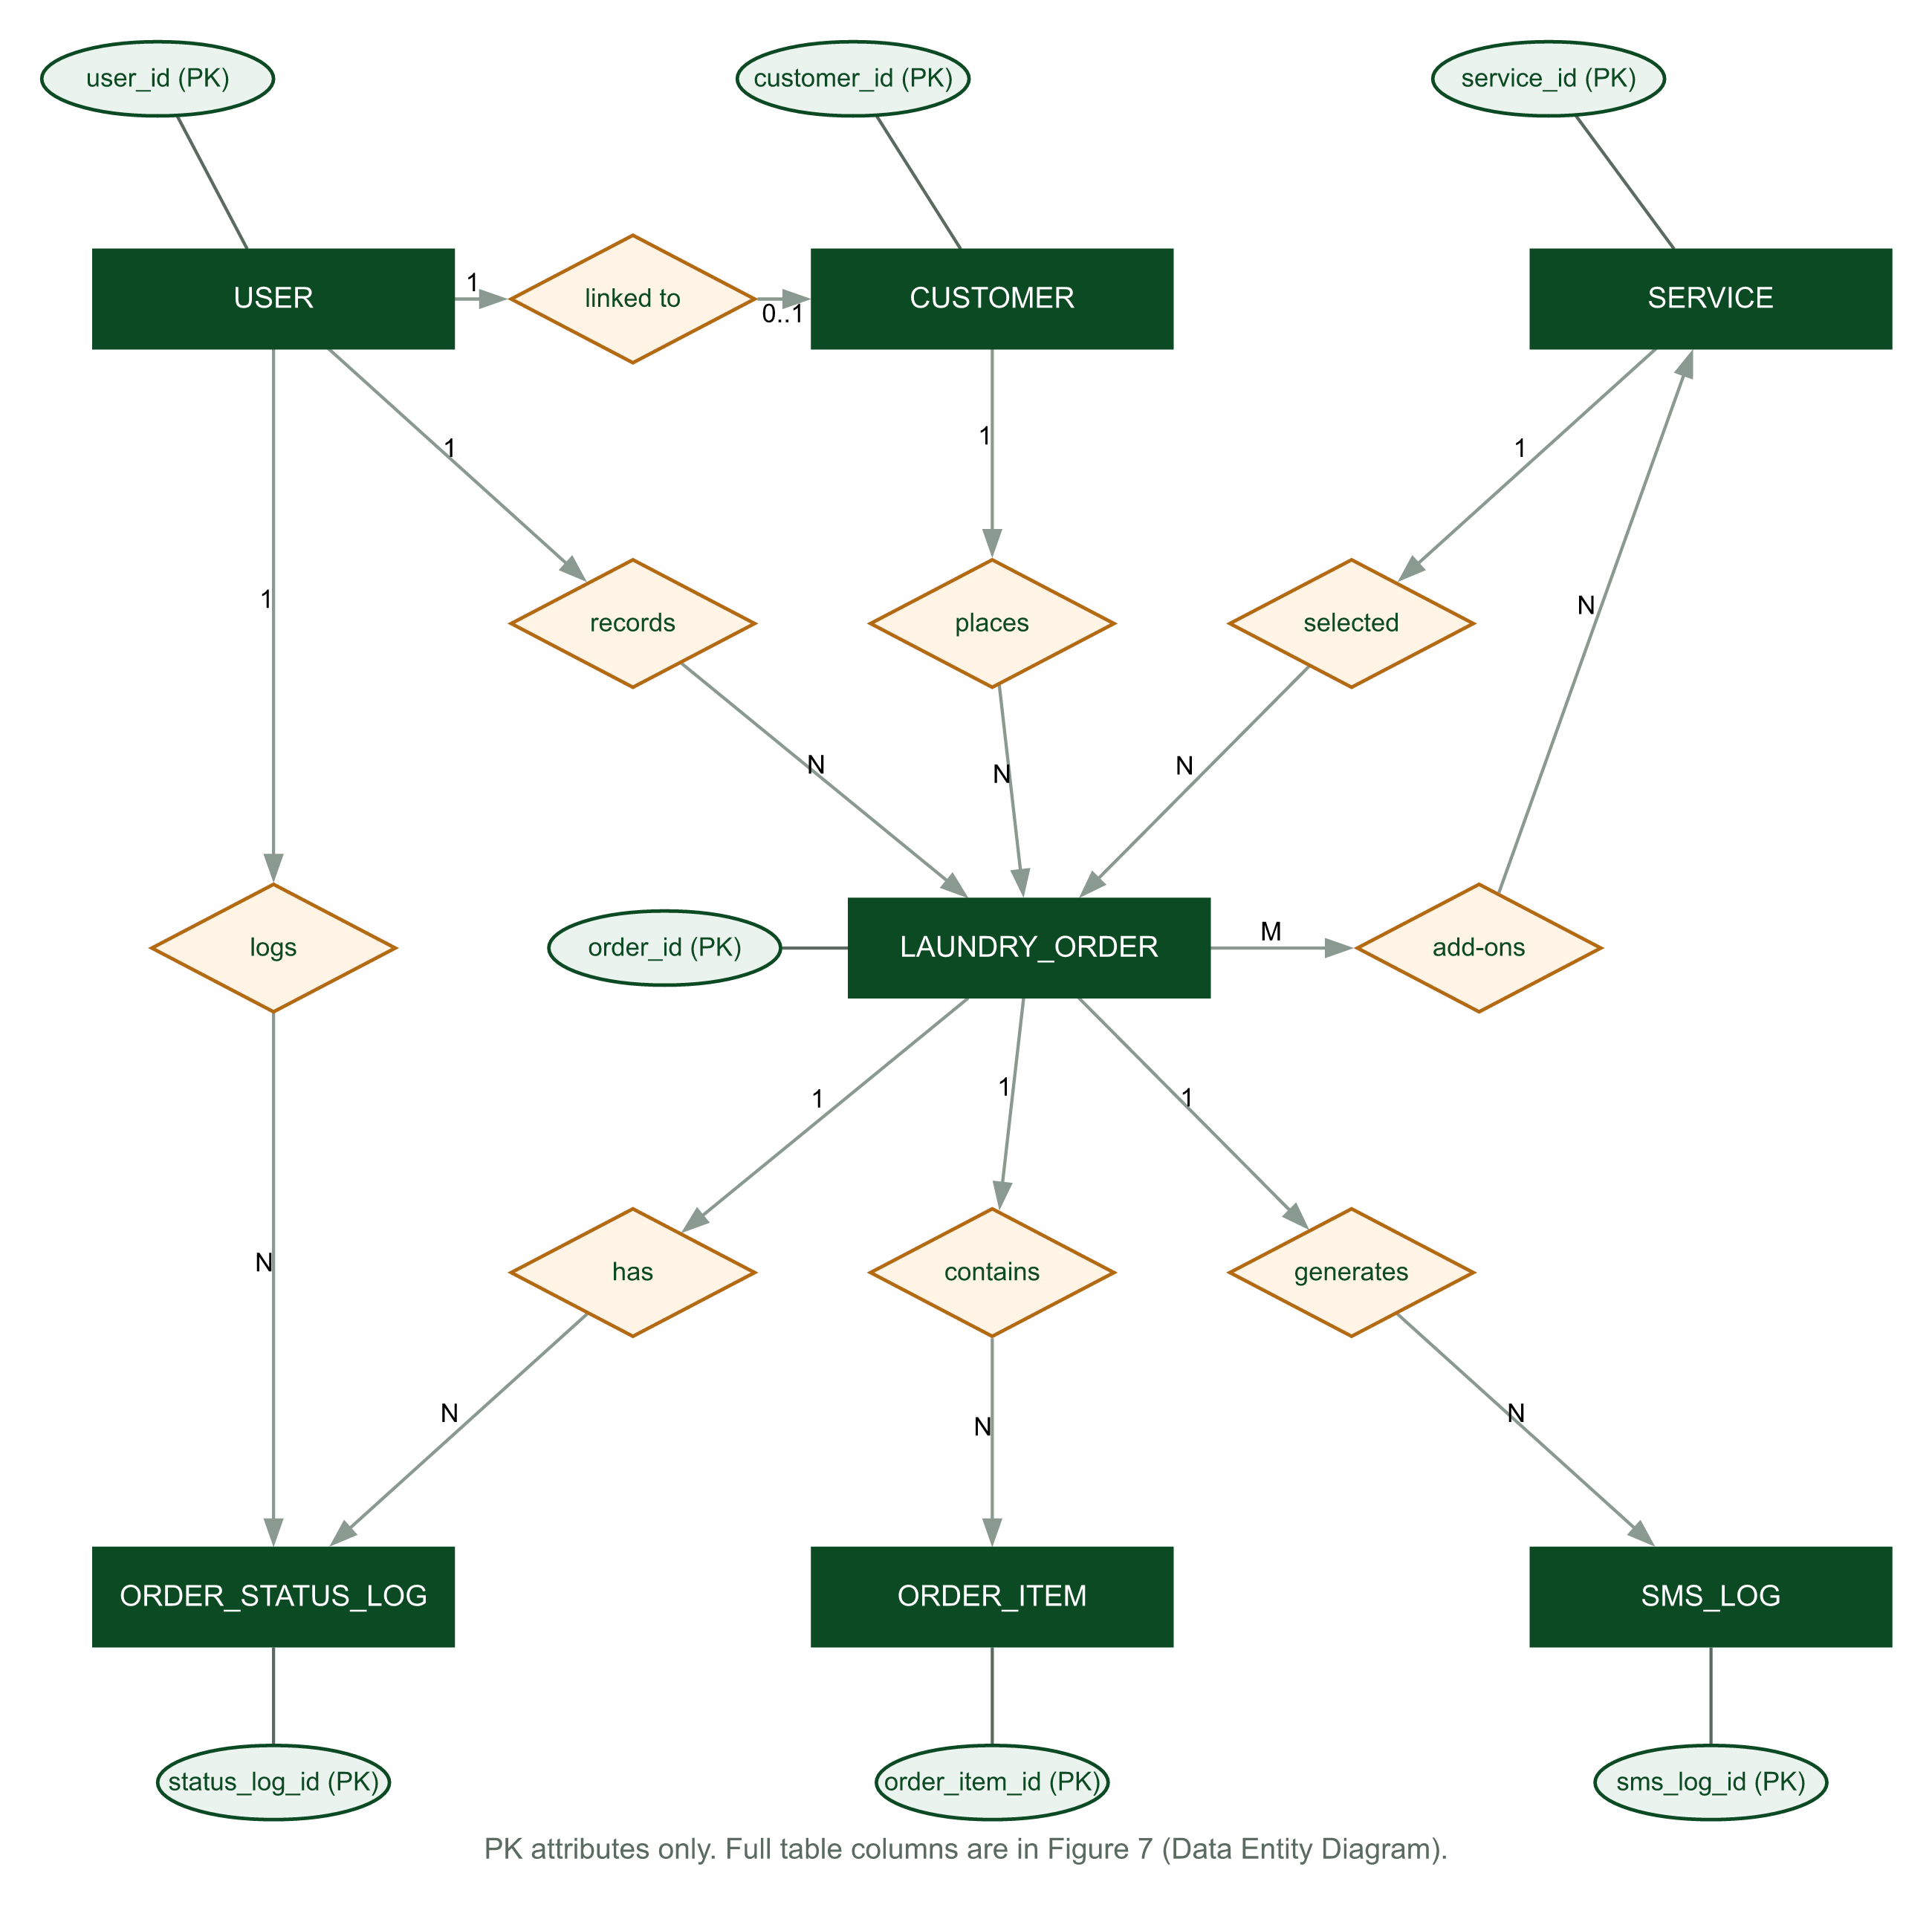 user_id (PK)
customer_id (PK)
service_id (PK)
USER
1
linked to
0..1
CUSTOMER
SERVICE
1
1
1
1
N
records
places
selected
N
N
N
logs
order_id (PK)
LAUNDRY_ORDER
M
add-ons
1
1
1
N
has
contains
generates
N
N
N
ORDER_STATUS_LOG
ORDER_ITEM
SMS_LOG
status_log_id (PK)
order_item_id (PK)
sms_log_id (PK)
PK attributes only. Full table columns are in Figure 7 (Data Entity Diagram).